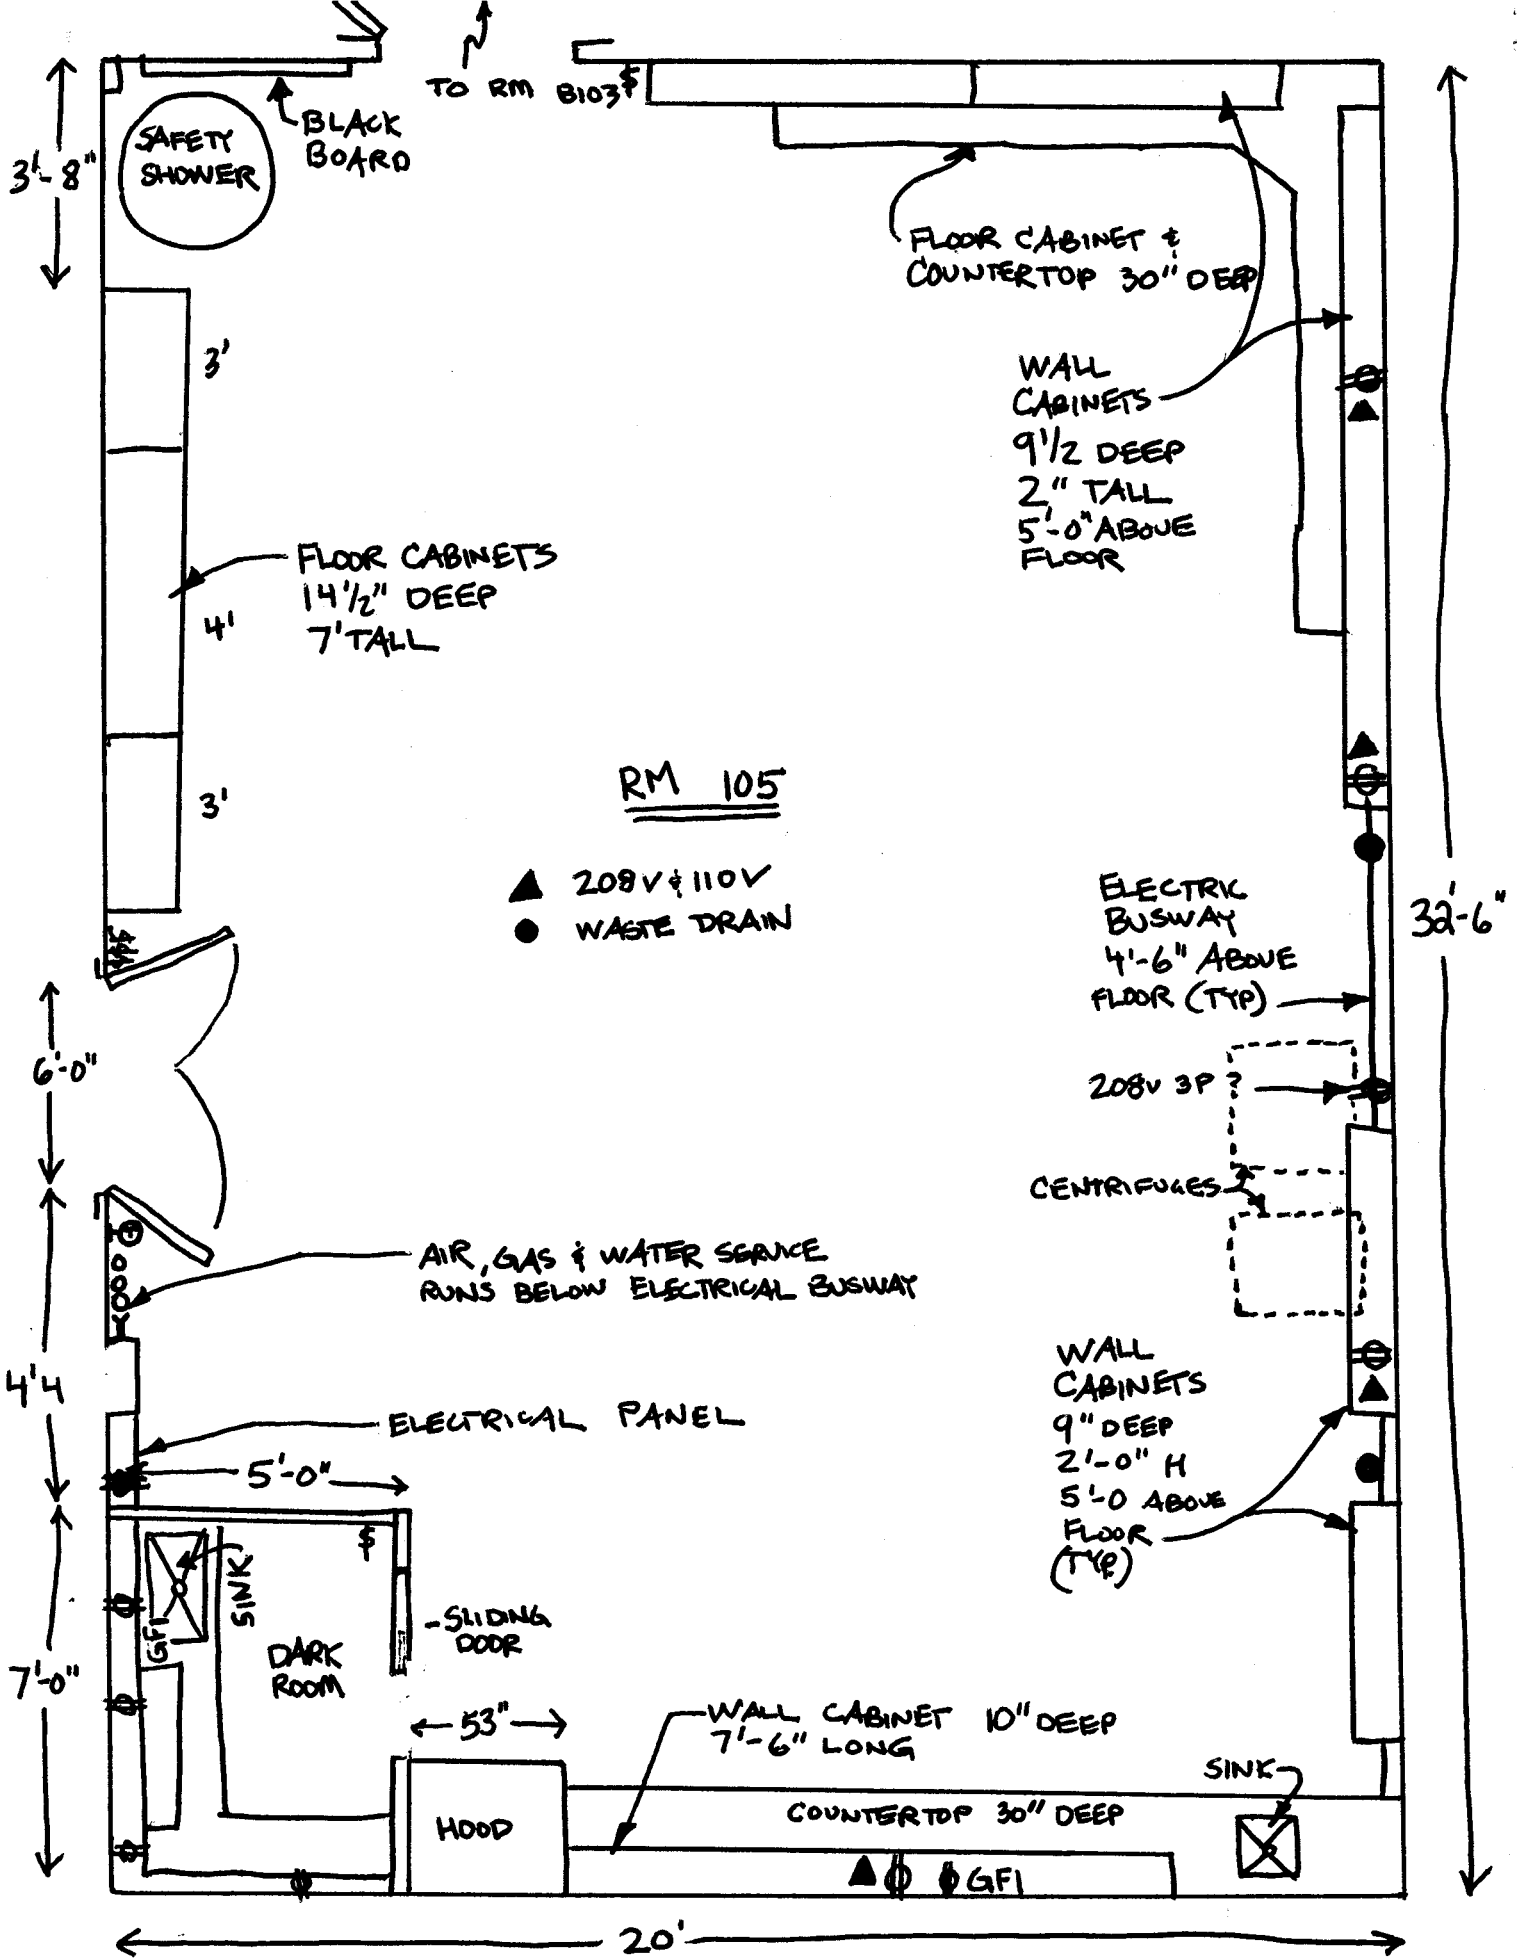 TO RM B103
$
BLACK
BOARD
SAFETY
SHOWER
3'-8"
FLOOR CABINET &
COUNTERTOP 30" DEEP
3'
WALL
CABINETS
9 1/2 DEEP
2" TALL
5'-0" ABOVE
FLOOR
FLOOR CABINETS
14 1/2" DEEP
7' TALL
4'
RM 105
3'
208V & 110V
WASTE DRAIN
ELECTRIC
BUSWAY
4'-6" ABOVE
FLOOR (TYP)
32'-6"
$$$
6'-0"
208V 3P ?
CENTRIFUGES
AIR, GAS & WATER SERVICE
RUNS BELOW ELECTRICAL BUSWAY
4'4
WALL
CABINETS
9" DEEP
2'-0" H
5'-0 ABOVE
FLOOR
(TYP)
ELECTRICAL PANEL
5'-0"
$
SINK
GFI
SLIDING
DOOR
DARK
ROOM
7'-0"
53"
WALL CABINET 10" DEEP
7'-6" LONG
SINK
HOOD
COUNTERTOP 30" DEEP
GFI
20'